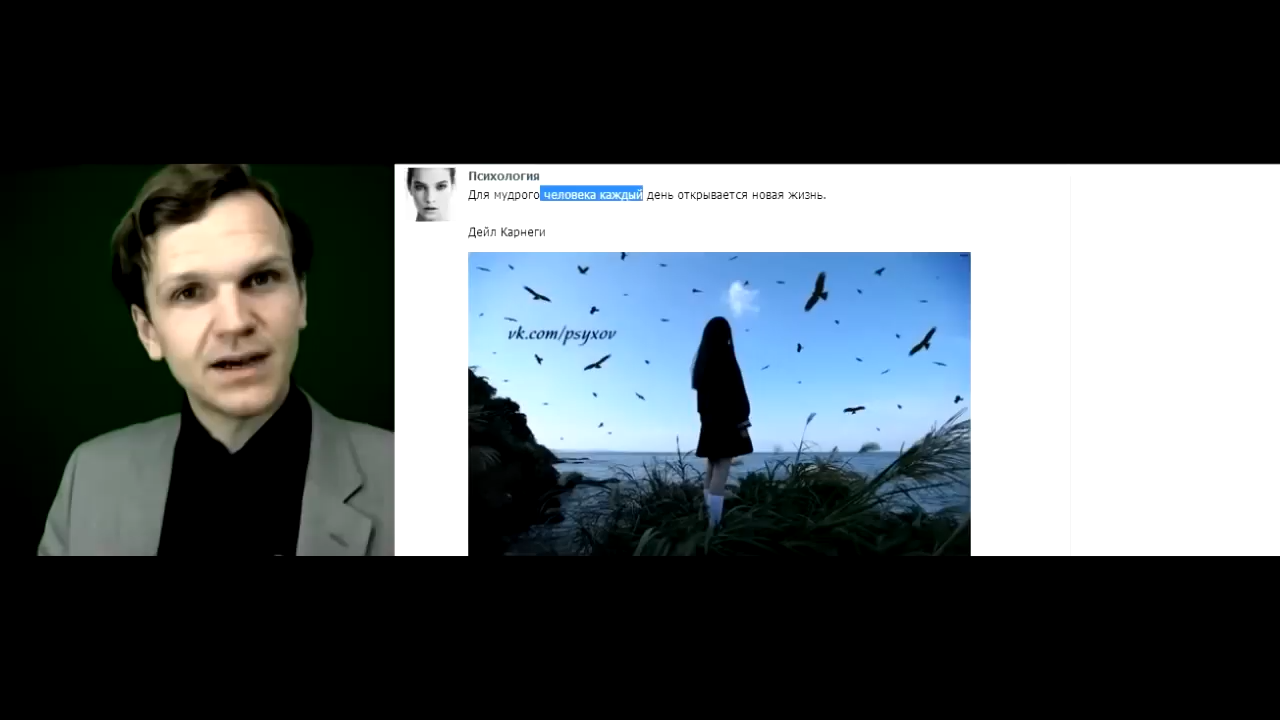 Психология
Для мудрого человека каждый день открывается новая жизнь.
Дейл Карнеги
vk.com/psyxov